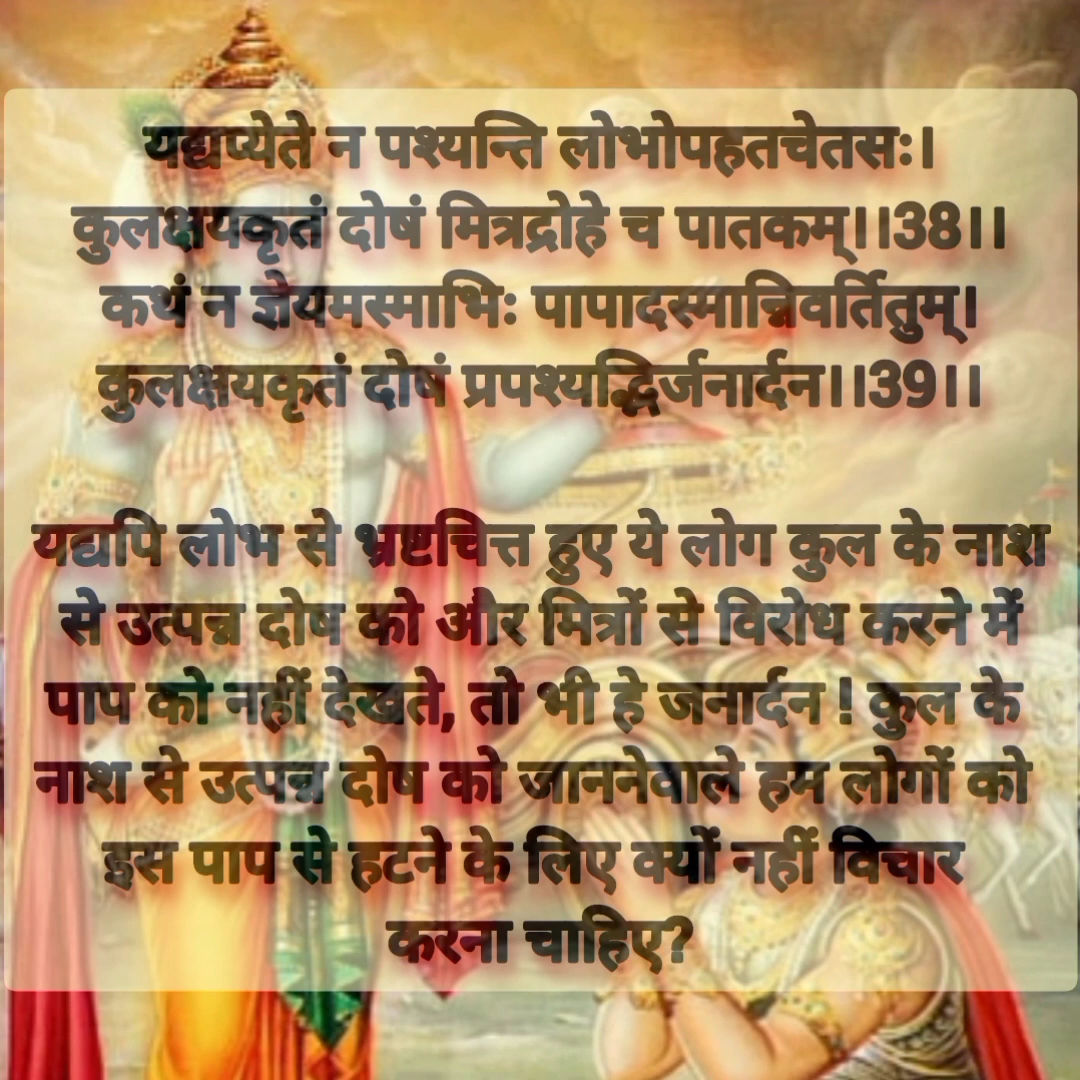 यद्यप्येते न पश्यन्ति लोभोपहतचेतसः।
कुलक्षयकृतं दोषं मित्रद्रोहे च पातकम्।।38।।
कथं न ज्ञेयमस्माभिः पापादस्मान्निवर्तितुम्।
कुलक्षयकृतं दोषं प्रपश्यद्भिर्जनार्दन।।39।।
यद्यपि लोभ से भ्रष्टचित्त हुए ये लोग कुल के नाश
से उत्पन्न दोष को और मित्रों से विरोध करने में
पाप को नहीं देखते, तो भी हे जनार्दन ! कुल के
नाश से उत्पन्न दोष को जाननेवाले हम लोगों को
इस पाप से हटने के लिए क्यों नहीं विचार
करना चाहिए?